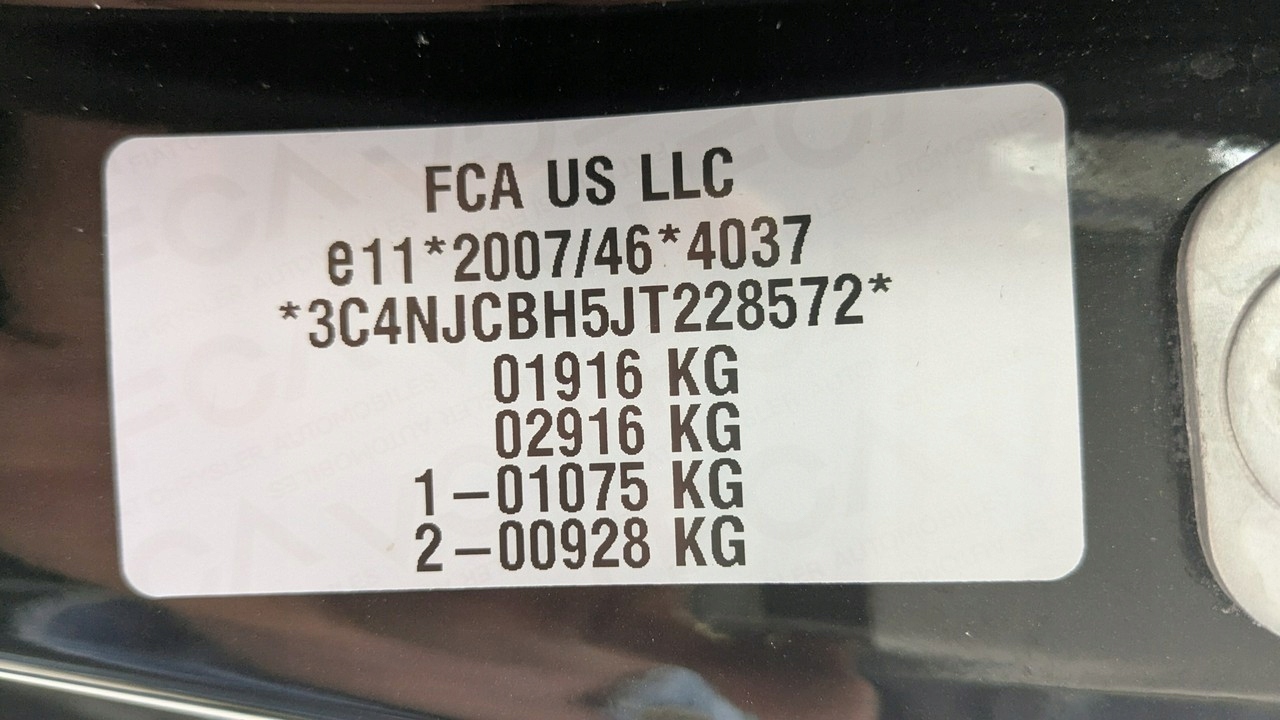 FCA US LLC
e11*2007/46*4037
*3C4NJCBH5JT228572*
01916 KG
02916 KG
1–01075 KG
2–00928 KG